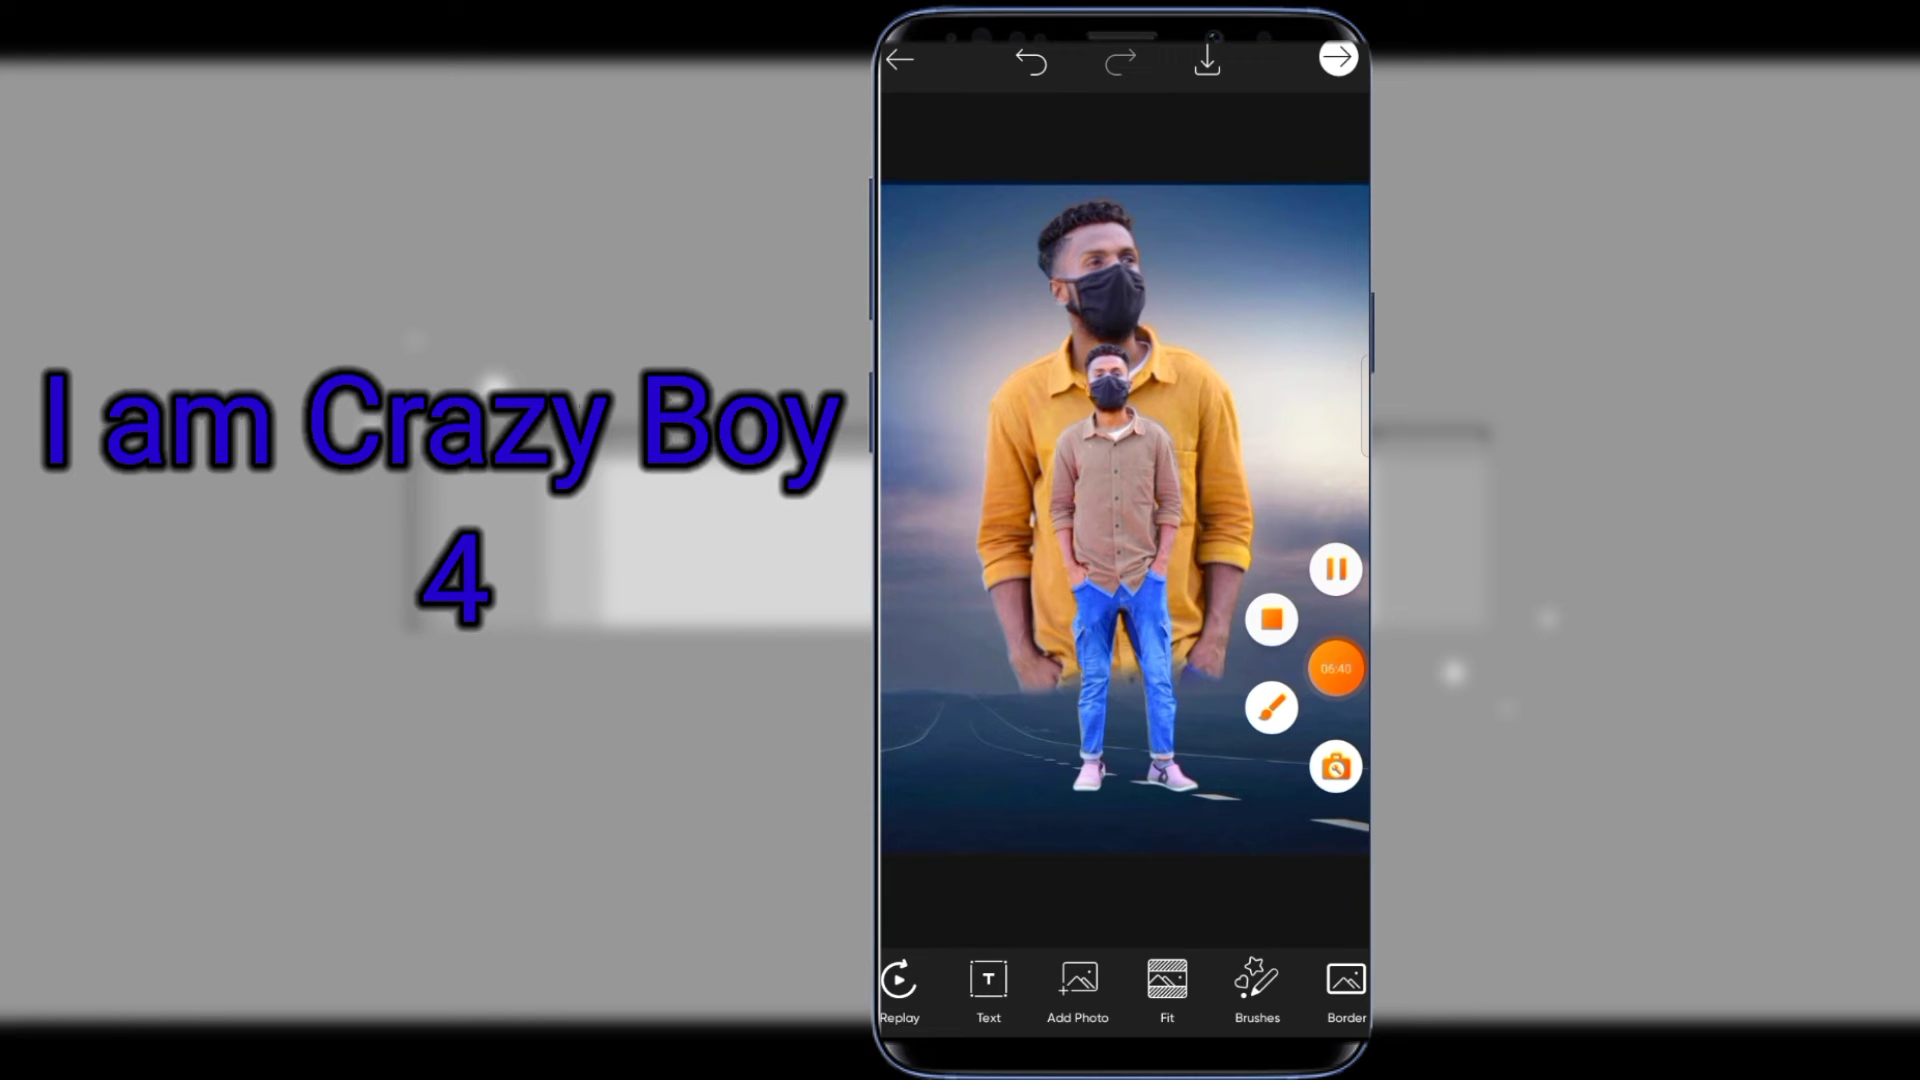 I am Crazy Boy
4
06:40
Replay
T
Text
Add Photo
Fit
Brushes
Border